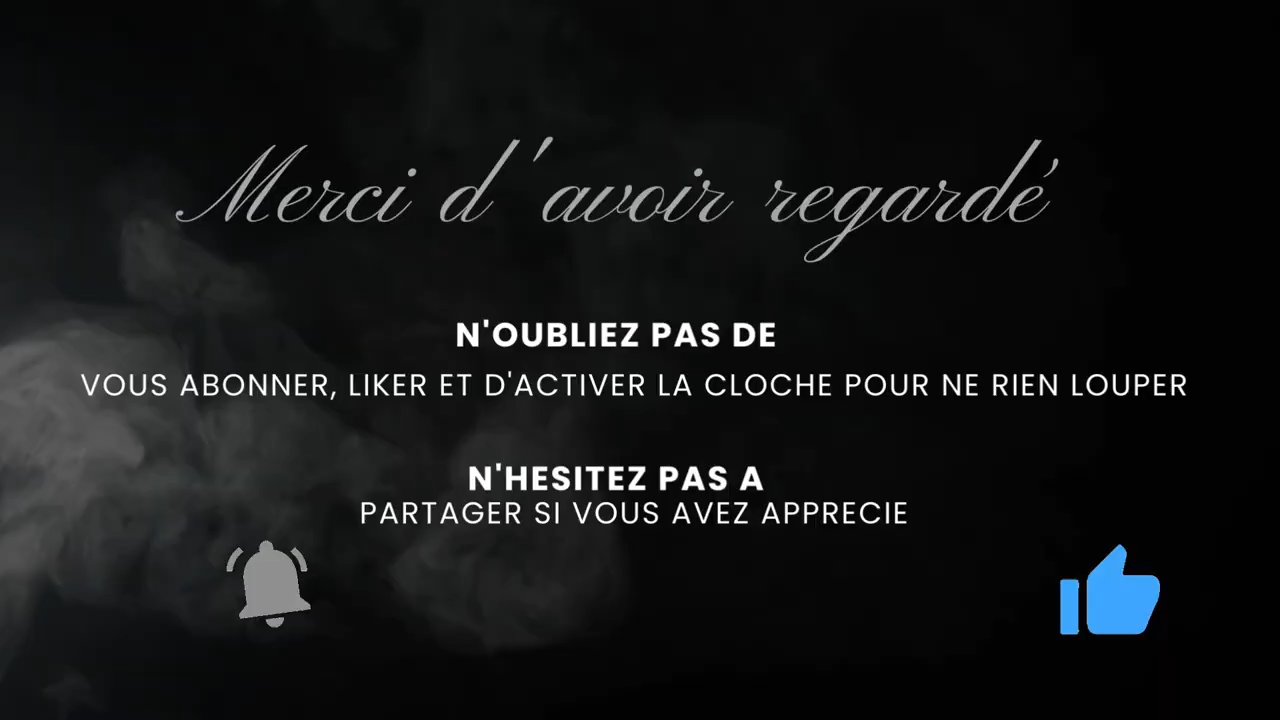 Merci d'avoir regardé
N'OUBLIEZ PAS DE
VOUS ABONNER, LIKER ET D'ACTIVER LA CLOCHE POUR NE RIEN LOUPER
N'HESITEZ PAS A
PARTAGER SI VOUS AVEZ APPRECIE